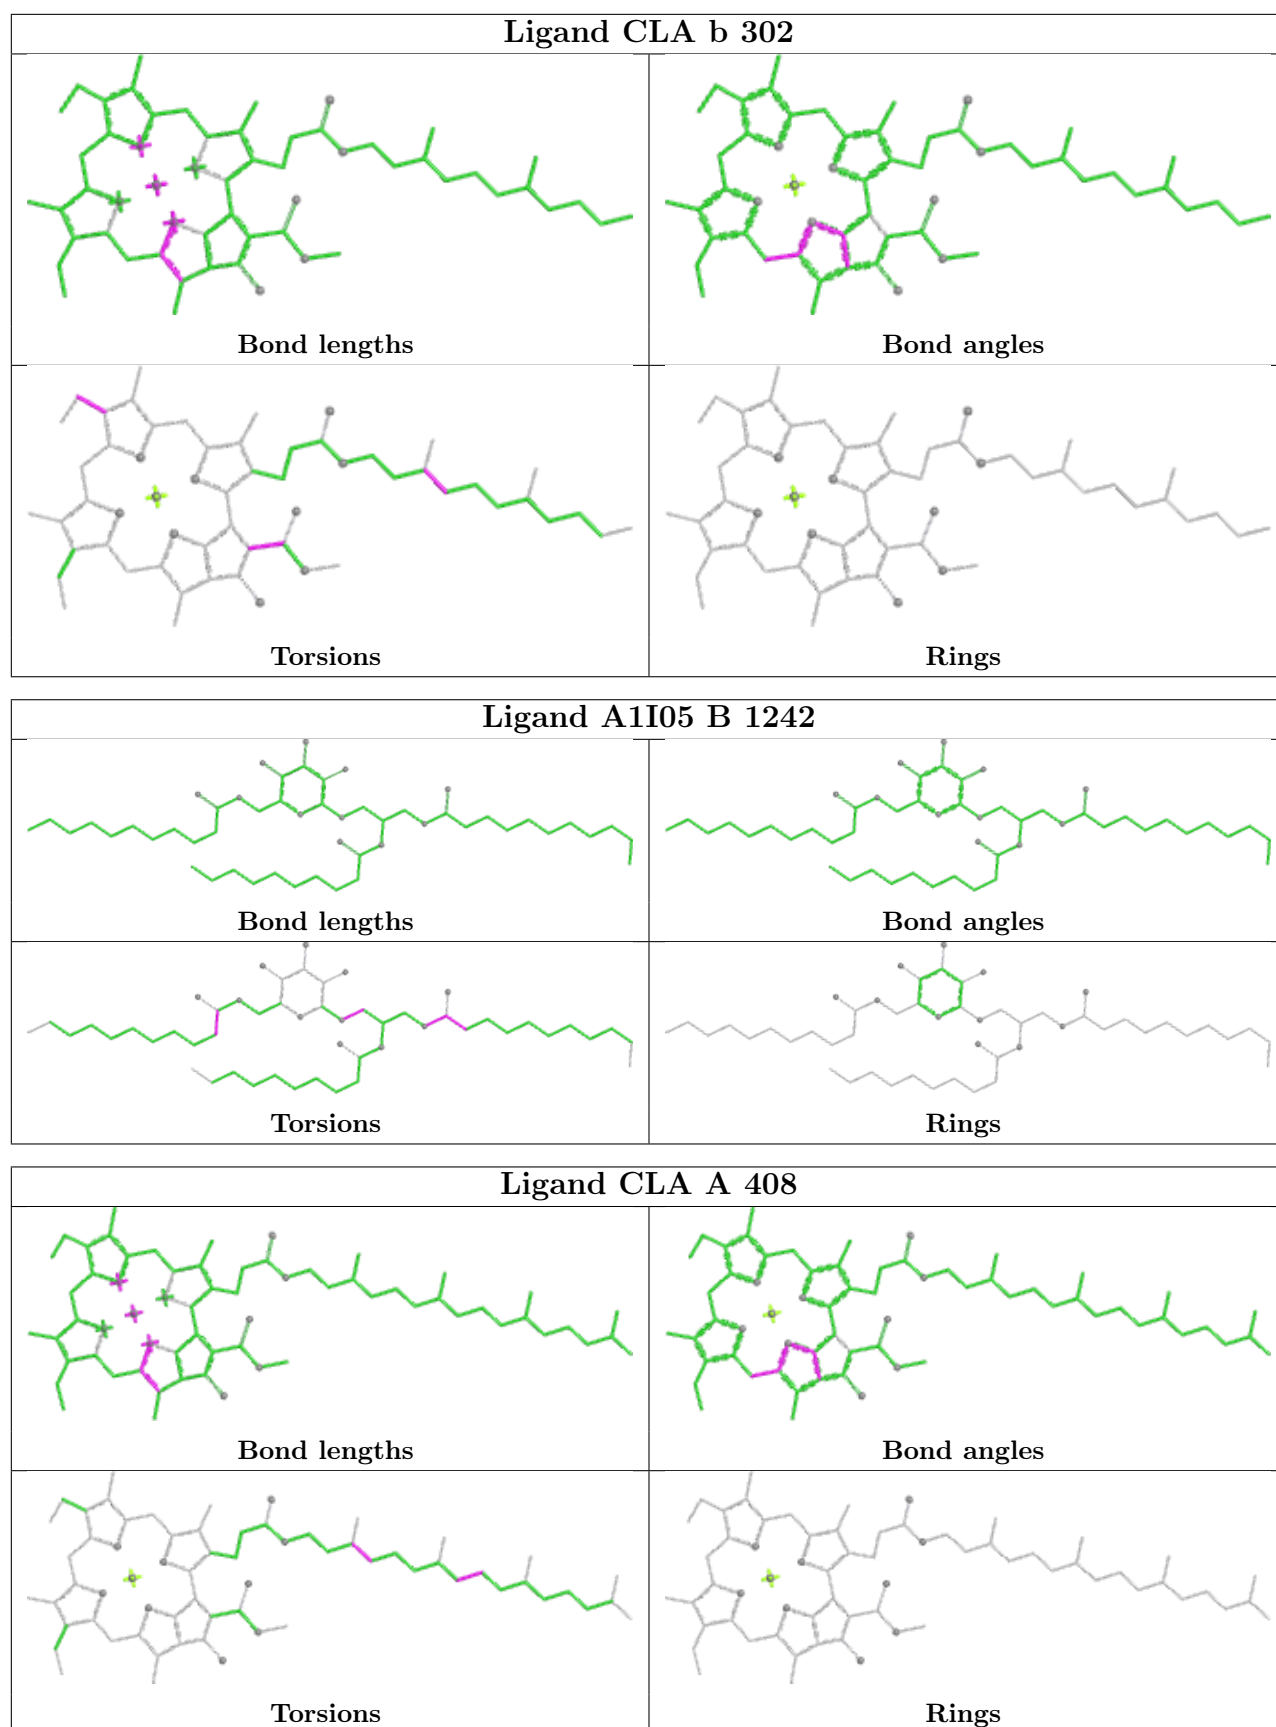 Ligand CLA b 302
Bond lengths
Bond angles
Torsions
Rings
Ligand A1I05 B 1242
Bond lengths
Bond angles
Torsions
Rings
Ligand CLA A 408
Bond lengths
Bond angles
Torsions
Rings